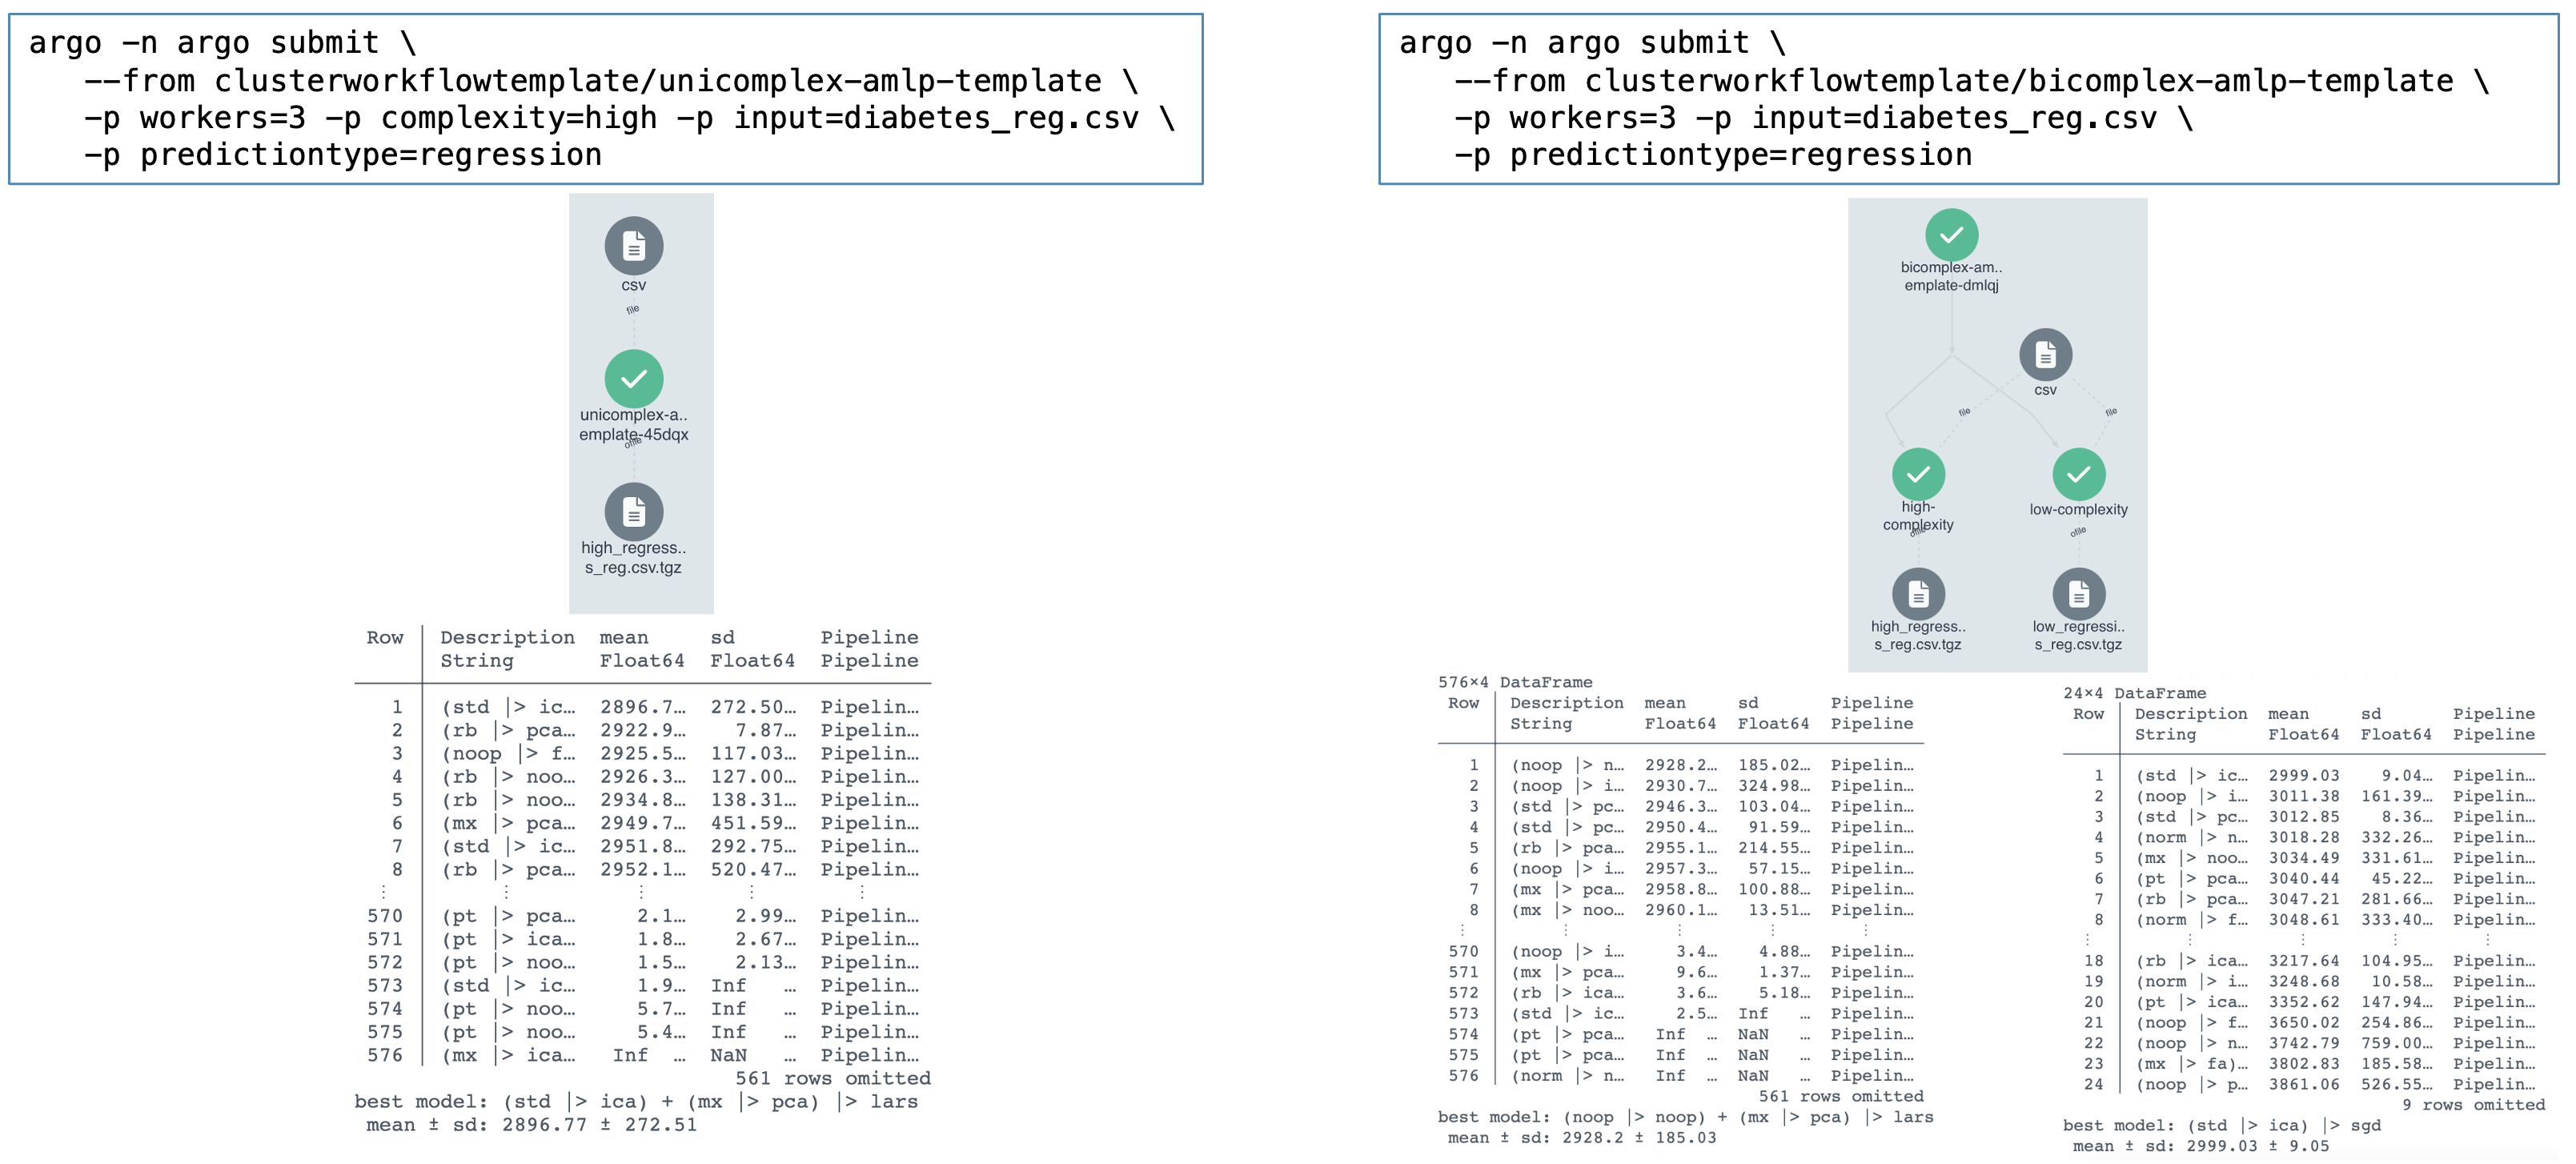 argo -n argo submit \
--from clusterworkflowtemplate/unicomplex-amlp-template \
-p workers=3 -p complexity=high -p input=diabetes_reg.csv \
-p predictiontype=regression
csv
file
unicomplex-a..
emplate-45dqx
ofile
high_regress..
s_reg.csv.tgz
Row Description mean sd Pipeline
String Float64 Float64 Pipeline
1 (std |> ic… 2896.7… 272.50… Pipelin…
2 (rb |> pca… 2922.9… 7.87… Pipelin…
3 (noop |> f… 2925.5… 117.03… Pipelin…
4 (rb |> noo… 2926.3… 127.00… Pipelin…
5 (rb |> noo… 2934.8… 138.31… Pipelin…
6 (mx |> pca… 2949.7… 451.59… Pipelin…
7 (std |> ic… 2951.8… 292.75… Pipelin…
8 (rb |> pca… 2952.1… 520.47… Pipelin…
⋮ ⋮ ⋮ ⋮ ⋮
570 (pt |> pca… 2.1… 2.99… Pipelin…
571 (pt |> ica… 1.8… 2.67… Pipelin…
572 (pt |> noo… 1.5… 2.13… Pipelin…
573 (std |> ic… 1.9… Inf … Pipelin…
574 (pt |> noo… 5.7… Inf … Pipelin…
575 (pt |> noo… 5.4… Inf … Pipelin…
576 (mx |> ica… Inf … NaN … Pipelin…
561 rows omitted
best model: (std |> ica) + (mx |> pca) |> lars
mean ± sd: 2896.77 ± 272.51
argo -n argo submit \
--from clusterworkflowtemplate/bicomplex-amlp-template \
-p workers=3 -p input=diabetes_reg.csv \
-p predictiontype=regression
bicomplex-am..
emplate-dmlqj
csv
file
file
high-
complexity
low-complexity
ofile
ofile
high_regress..
s_reg.csv.tgz
low_regressi..
s_reg.csv.tgz
576×4 DataFrame
Row Description mean sd Pipeline
String Float64 Float64 Pipeline
1 (noop |> n… 2928.2… 185.02… Pipelin…
2 (noop |> i… 2930.7… 324.98… Pipelin…
3 (std |> pc… 2946.3… 103.04… Pipelin…
4 (std |> pc… 2950.4… 91.59… Pipelin…
5 (rb |> pca… 2955.1… 214.55… Pipelin…
6 (noop |> i… 2957.3… 57.15… Pipelin…
7 (mx |> pca… 2958.8… 100.88… Pipelin…
8 (mx |> noo… 2960.1… 13.51… Pipelin…
⋮ ⋮ ⋮ ⋮ ⋮
570 (noop |> i… 3.4… 4.88… Pipelin…
571 (mx |> pca… 9.6… 1.37… Pipelin…
572 (rb |> ica… 3.6… 5.18… Pipelin…
573 (std |> ic… 2.5… Inf … Pipelin…
574 (pt |> pca… Inf … NaN … Pipelin…
575 (pt |> pca… Inf … NaN … Pipelin…
576 (norm |> n… Inf … NaN … Pipelin…
561 rows omitted
best model: (noop |> noop) + (mx |> pca) |> lars
mean ± sd: 2928.2 ± 185.03
24×4 DataFrame
Row Description mean sd Pipeline
String Float64 Float64 Pipeline
1 (std |> ic… 2999.03 9.04… Pipelin…
2 (noop |> i… 3011.38 161.39… Pipelin…
3 (std |> pc… 3012.85 8.36… Pipelin…
4 (norm |> n… 3018.28 332.26… Pipelin…
5 (mx |> noo… 3034.49 331.61… Pipelin…
6 (pt |> pca… 3040.44 45.22… Pipelin…
7 (rb |> pca… 3047.21 281.66… Pipelin…
8 (norm |> f… 3048.61 333.40… Pipelin…
⋮ ⋮ ⋮ ⋮ ⋮
18 (rb |> ica… 3217.64 104.95… Pipelin…
19 (norm |> i… 3248.68 10.58… Pipelin…
20 (pt |> ica… 3352.62 147.94… Pipelin…
21 (noop |> f… 3650.02 254.86… Pipelin…
22 (noop |> n… 3742.79 759.00… Pipelin…
23 (mx |> fa)… 3802.83 185.58… Pipelin…
24 (noop |> p… 3861.06 526.55… Pipelin…
9 rows omitted
best model: (std |> ica) |> sgd
mean ± sd: 2999.03 ± 9.05